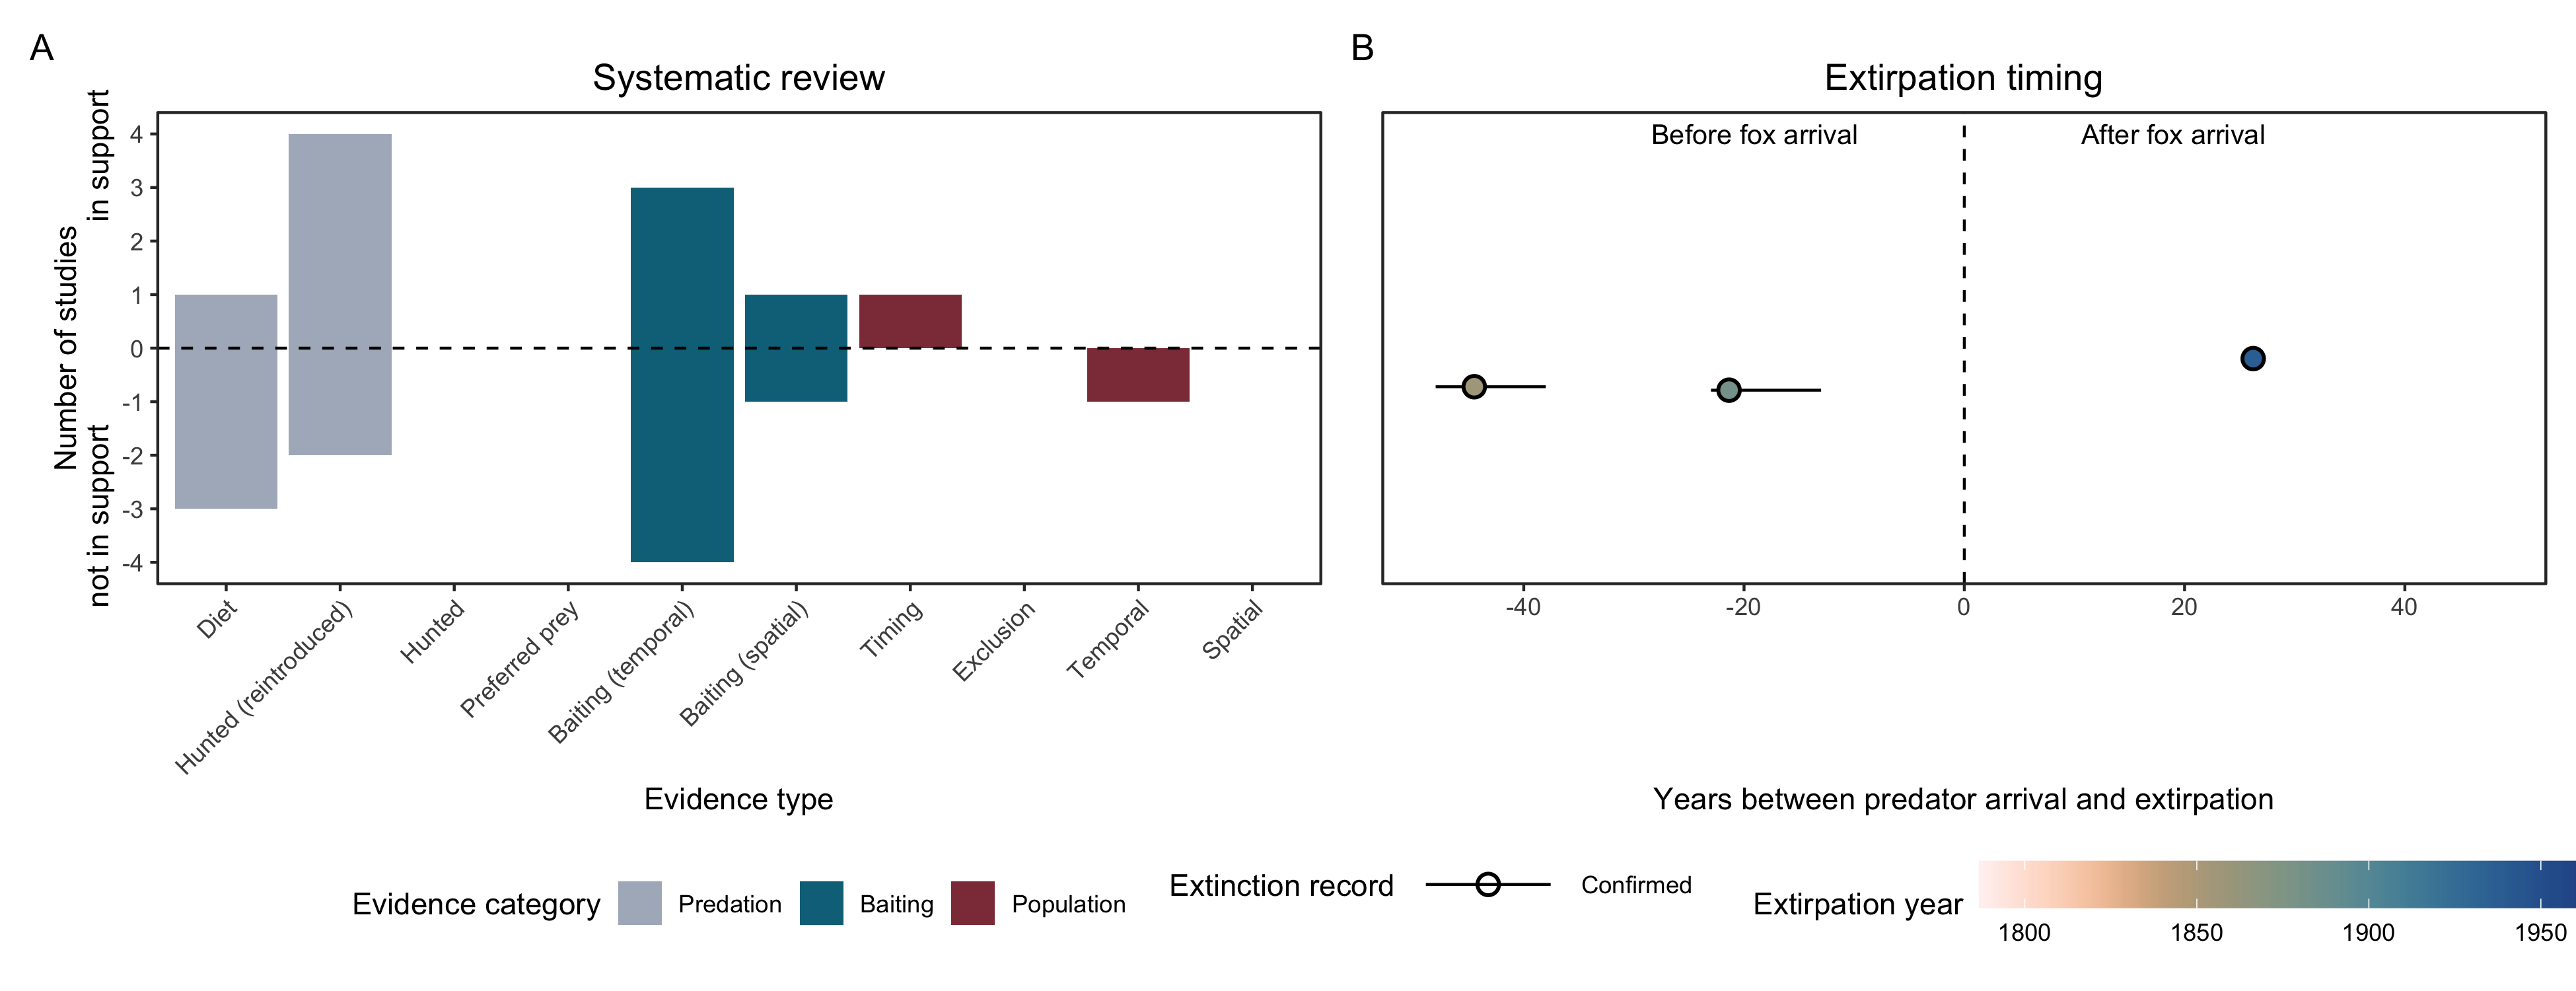 A
Systematic review
Number of studies
in support
not in support
4
3
2
1
0
-1
-2
-3
-4
Diet
Hunted (reintroduced)
Hunted
Preferred prey
Baiting (temporal)
Baiting (spatial)
Timing
Exclusion
Temporal
Spatial
Evidence type
B
Extirpation timing
Before fox arrival
After fox arrival
-40
-20
0
20
40
Years between predator arrival and extirpation
Evidence category
Predation
Baiting
Population
Extinction record
Confirmed
Extirpation year
1800
1850
1900
1950